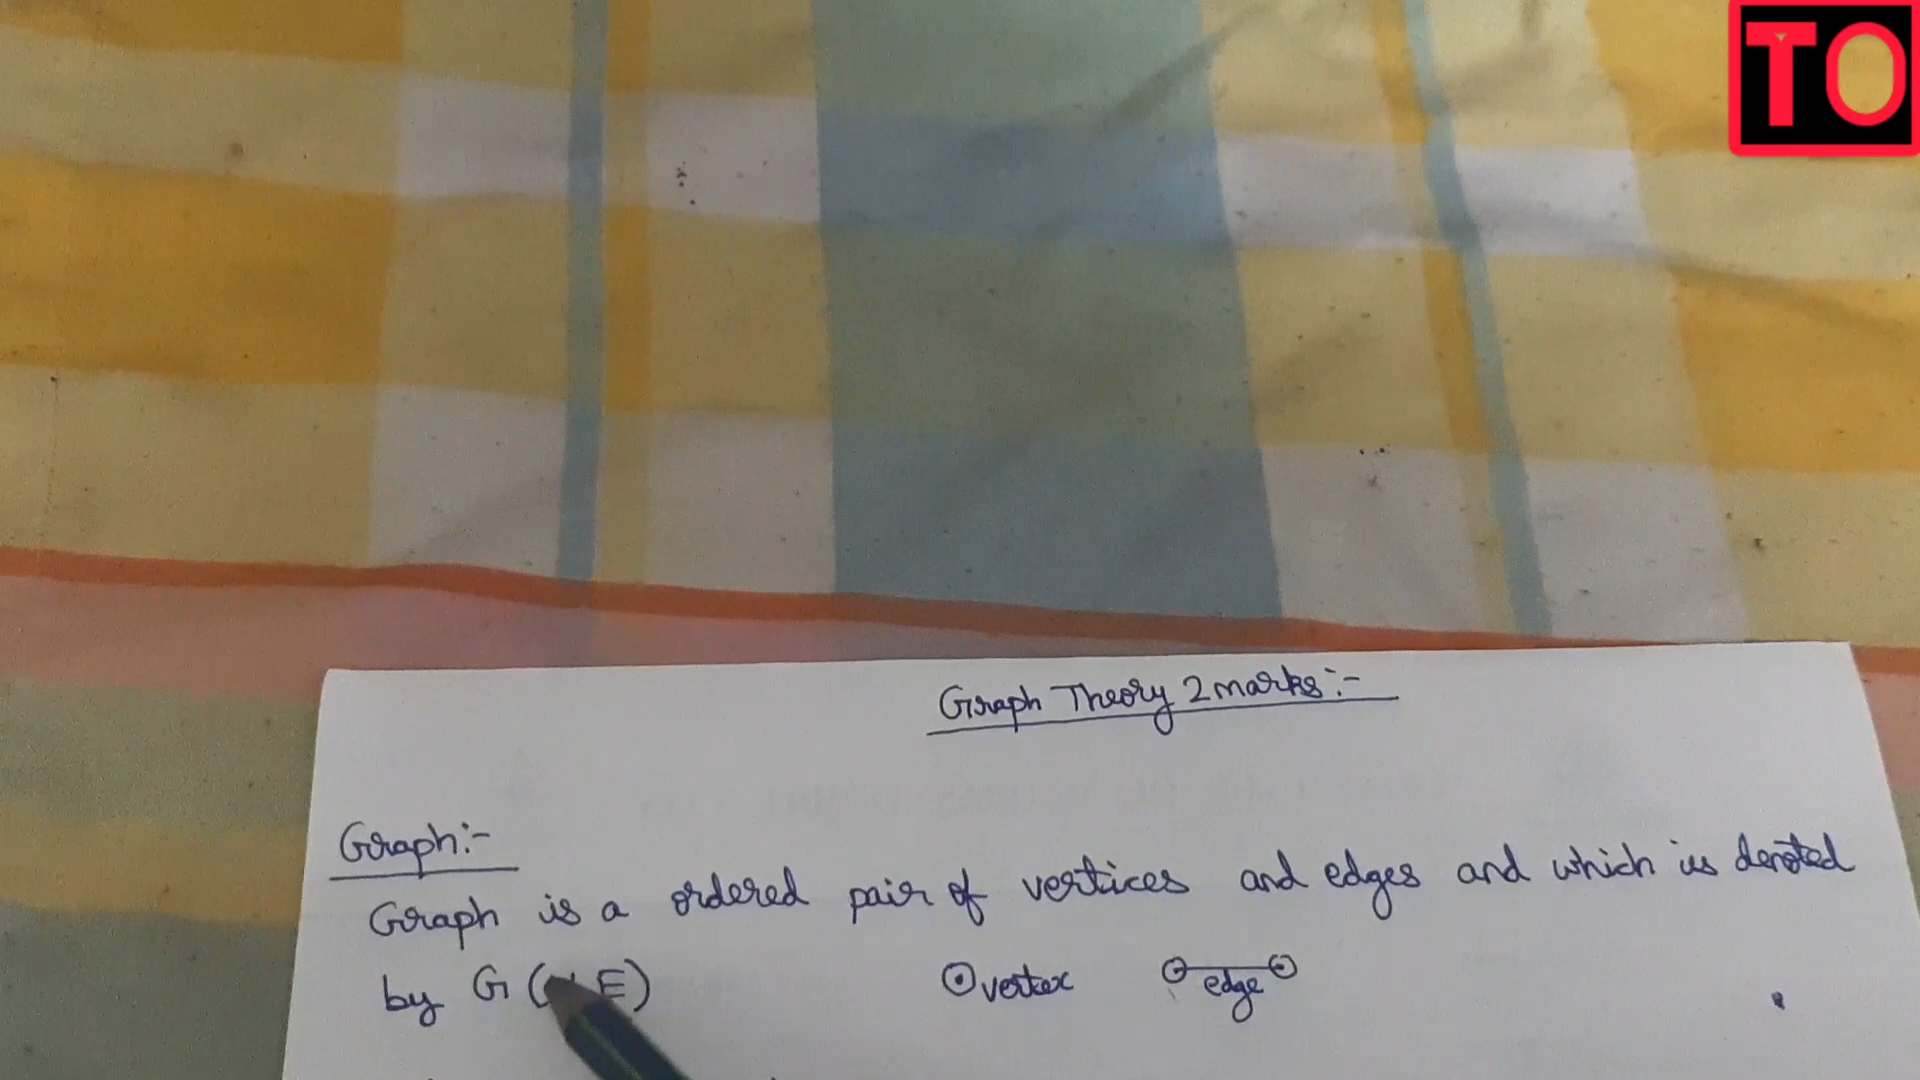 TO
Graph Theory 2 marks:-
Graph:-
Graph is a ordered pair of vertices and edges and which is denoted
by G ( E)
vertex edge